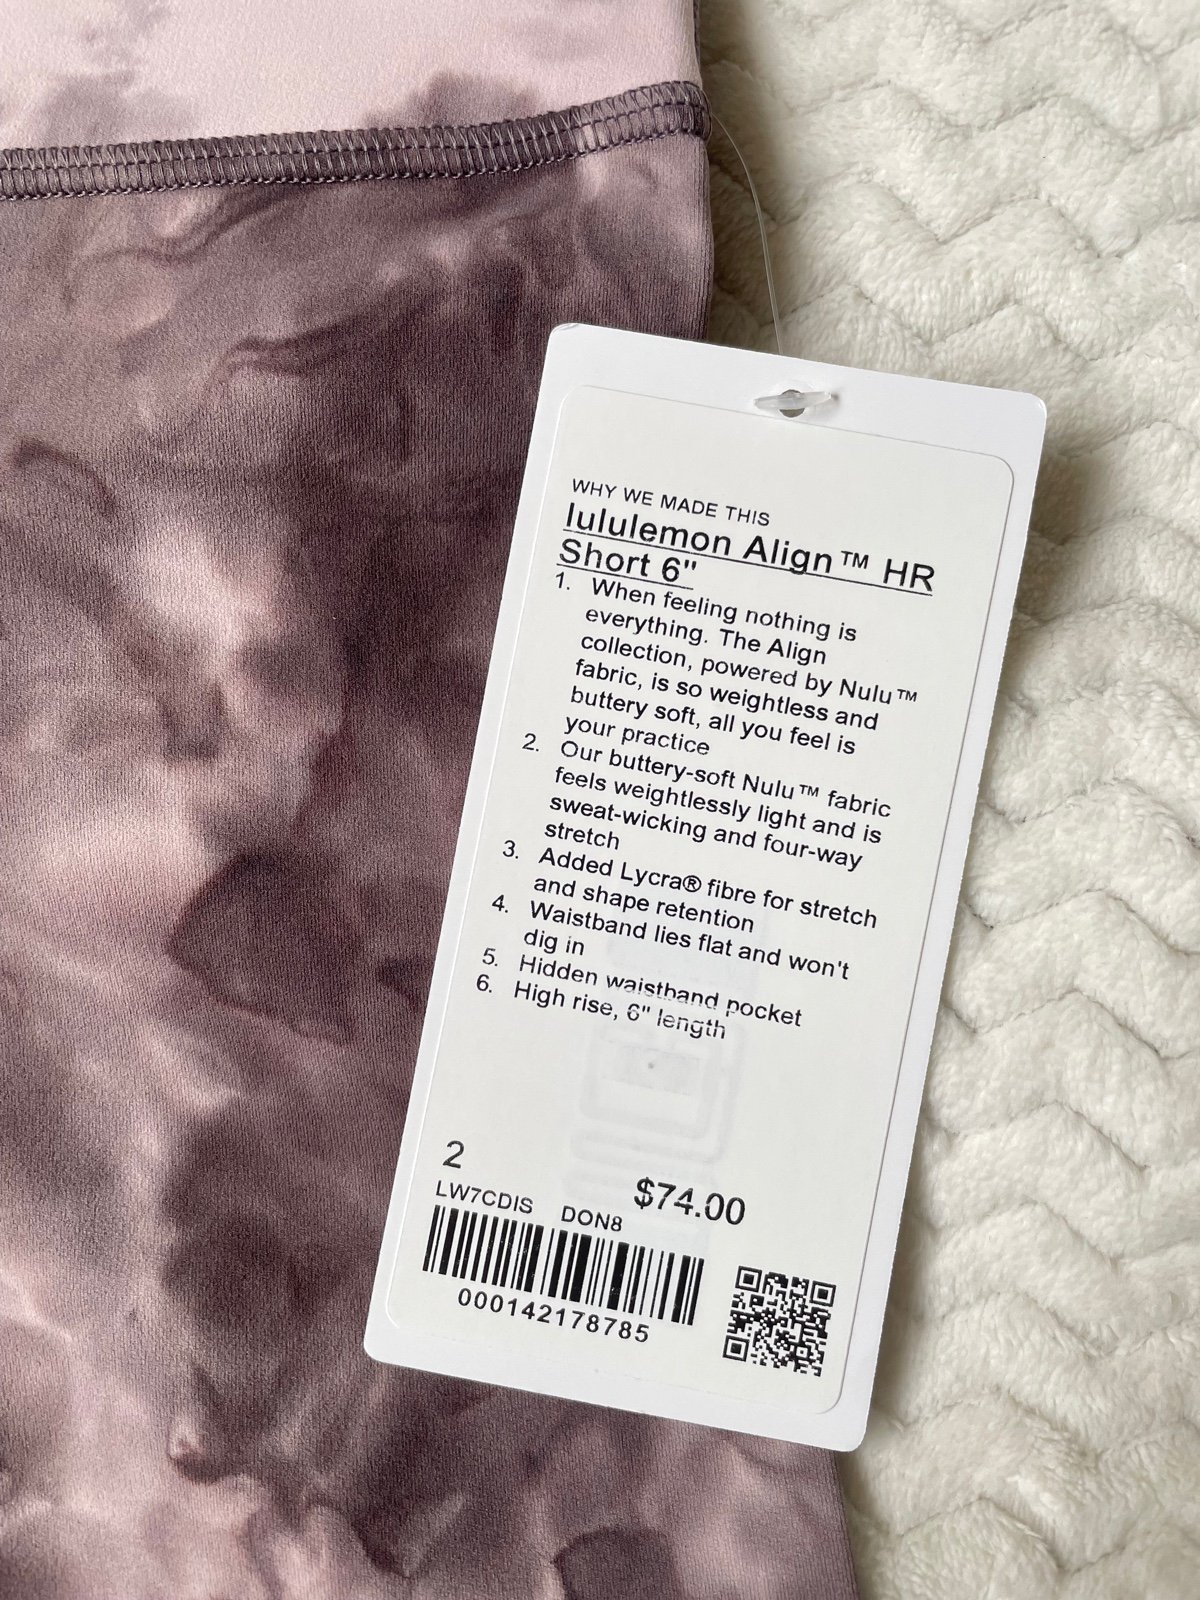 WHY WE MADE THIS
lululemon Align™ HR
Short 6"
1. When feeling nothing is
everything. The Align
collection, powered by Nulu™
fabric, is so weightless and
buttery soft, all you feel is
your practice
2. Our buttery-soft Nulu™ fabric
feels weightlessly light and is
sweat-wicking and four-way
stretch
3. Added Lycra® fibre for stretch
and shape retention
4. Waistband lies flat and won't
dig in
5. Hidden waistband pocket
6. High rise, 6" length
2
$74.00
LW7CDIS DON8
000142178785